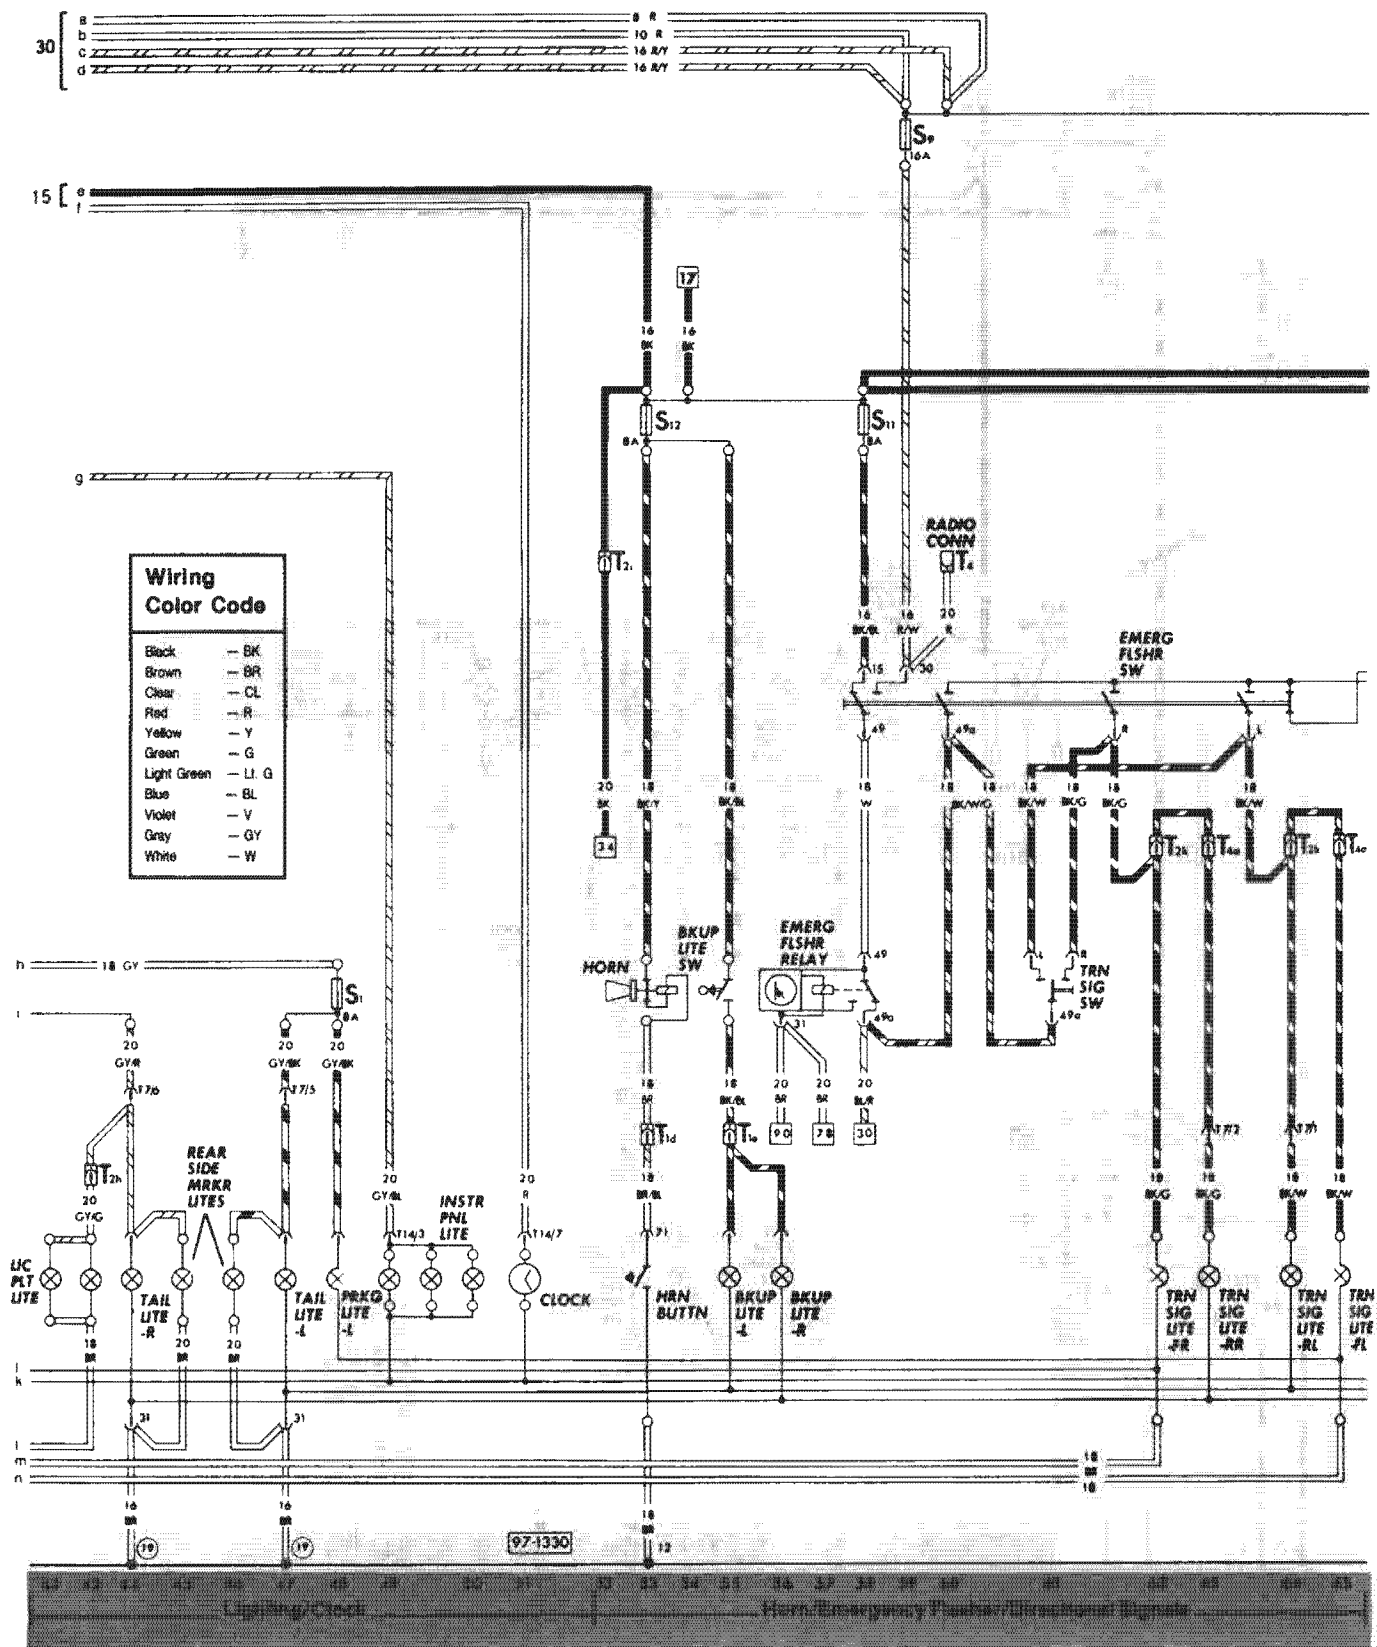 30
a
8 R
b
10 R
c
16 R/Y
d
16 R/Y
S9
16A
15
e
f
17
16
BK
16
BK
S12
8A
S11
8A
g
RADIO
CONN
T4
Wiring
Color Code
Black — BK
Brown — BR
Clear — CL
Red — R
Yellow — Y
Green — G
Light Green — Lt. G
Blue — BL
Violet — V
Gray — GY
White — W
16
BK/BL
16
R/W
20
R
EMERG
FLSHR
SW
15
30
49
49a
R
L
20
BK
18
BK/Y
18
BK/BL
18
W
18
BK/W/G
18
18
BK/W
18
BK/G
18
BK/G
18
BK/W
34
T2k
T4a
h
18 GY
HORN
BKUP
LITE
SW
EMERG
FLSHR
RELAY
49
L
R
TRN
SIG
SW
49a
49a
31
S1
8A
i
20
GY/R
20
GY/BK
20
GY/BK
T7/6
T7/5
18
BR
18
BK/BL
20
BR
20
BR
20
BL/R
90
78
30
T1d
T1e
T7/2
T7/1
REAR
SIDE
MRKR
LITES
T2h
20
GY/G
20
GY/BL
INSTR
PNL
LITE
20
R
18
BR/BL
18
BK/G
18
BK/G
18
BK/W
18
BK/W
T14/3
T14/7
71
LIC
PLT
LITE
TAIL
LITE
-R
TAIL
LITE
-L
PRKG
LITE
-L
CLOCK
HRN
BUTTN
BKUP
LITE
-L
BKUP
LITE
-R
TRN
SIG
LITE
-FR
TRN
SIG
LITE
-RR
TRN
SIG
LITE
-RL
TRN
SIG
LITE
-FL
18
BR
20
BR
20
BR
k
31
31
m
n
18
BR
18
16
BR
16
BR
18
BR
19
19
97-1330
12
Lighting/Clock
Horn/Emergency Flasher/Directional Signals